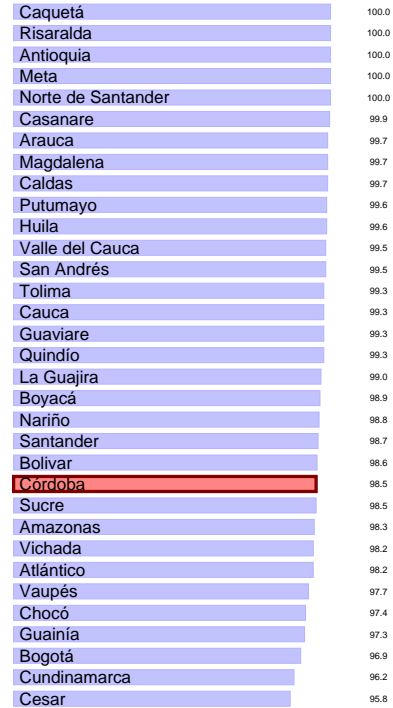 Caquetá 100.0
Risaralda 100.0
Antioquia 100.0
Meta 100.0
Norte de Santander 100.0
Casanare 99.9
Arauca 99.7
Magdalena 99.7
Caldas 99.7
Putumayo 99.6
Huila 99.6
Valle del Cauca 99.5
San Andrés 99.5
Tolima 99.3
Cauca 99.3
Guaviare 99.3
Quindío 99.3
La Guajira 99.0
Boyacá 98.9
Nariño 98.8
Santander 98.7
Bolivar 98.6
Córdoba 98.5
Sucre 98.5
Amazonas 98.3
Vichada 98.2
Atlántico 98.2
Vaupés 97.7
Chocó 97.4
Guainía 97.3
Bogotá 96.9
Cundinamarca 96.2
Cesar 95.8